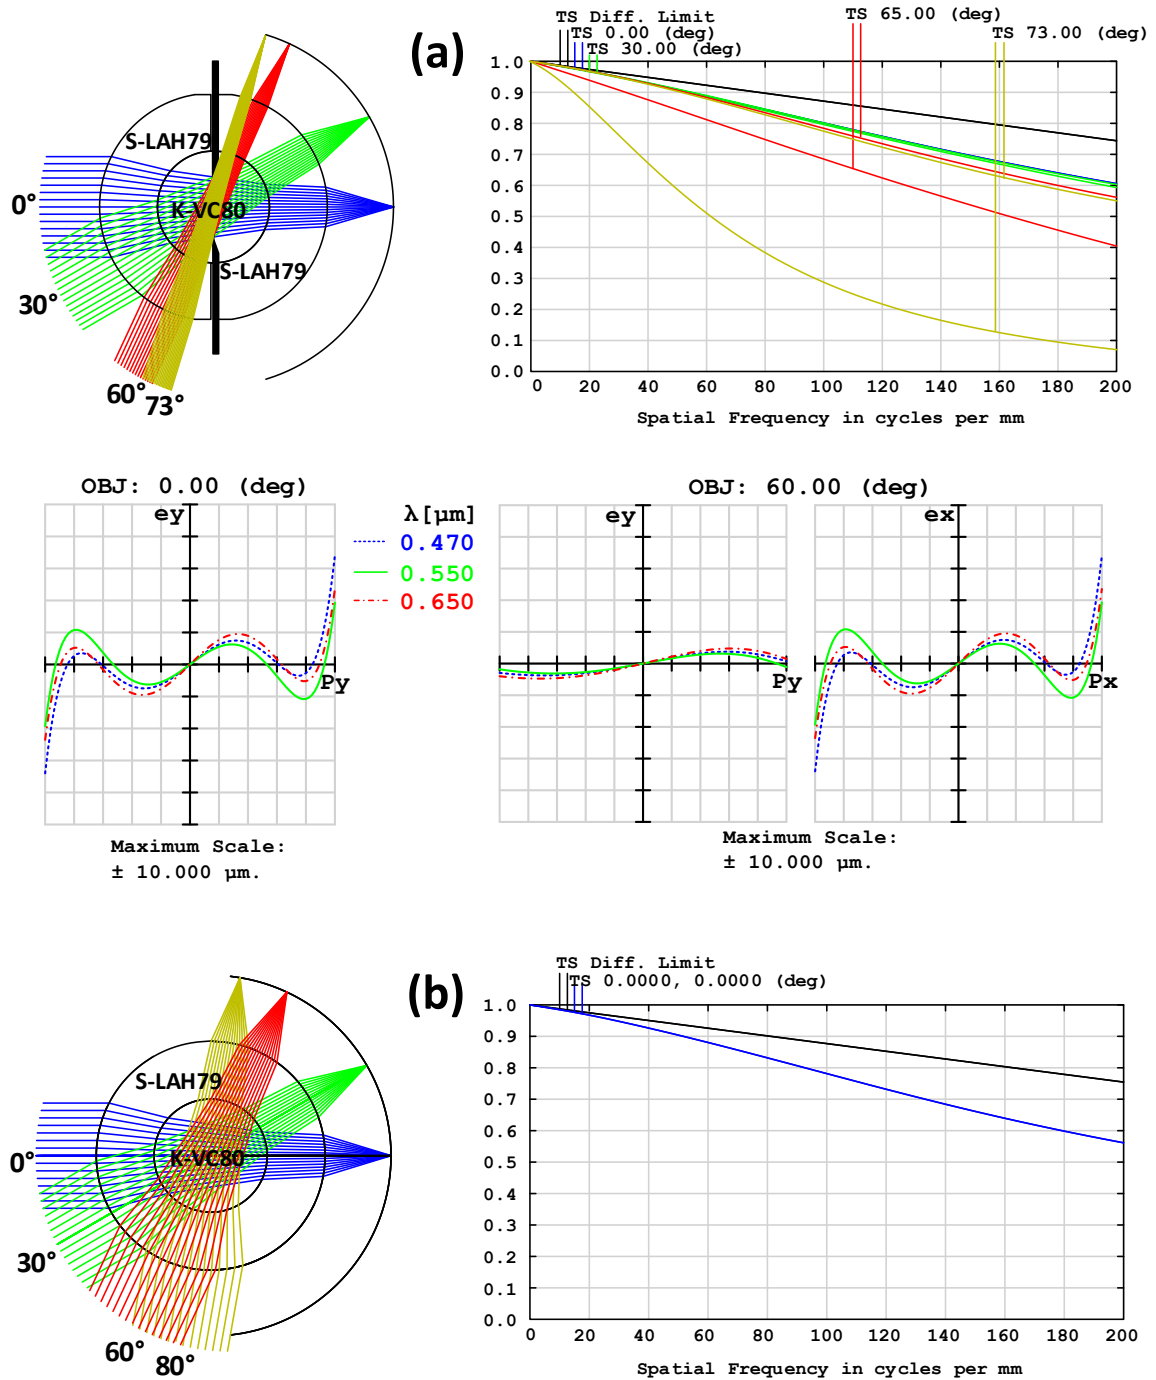 (a)
S-LAH79
K-VC80
S-LAH79
0°
30°
60°
73°
TS Diff. Limit
TS 0.00 (deg)
TS 30.00 (deg)
TS 65.00 (deg)
TS 73.00 (deg)
1.0
0.9
0.8
0.7
0.6
0.5
0.4
0.3
0.2
0.1
0.0
0 20 40 60 80 100 120 140 160 180 200
Spatial Frequency in cycles per mm
OBJ: 0.00 (deg)
ey
Py
Maximum Scale:
± 10.000 µm.
λ[µm]
0.470
0.550
0.650
OBJ: 60.00 (deg)
ey
Py
ex
Px
Maximum Scale:
± 10.000 µm.
(b)
S-LAH79
K-VC80
0°
30°
60°
80°
TS Diff. Limit
TS 0.0000, 0.0000 (deg)
1.0
0.9
0.8
0.7
0.6
0.5
0.4
0.3
0.2
0.1
0.0
0 20 40 60 80 100 120 140 160 180 200
Spatial Frequency in cycles per mm